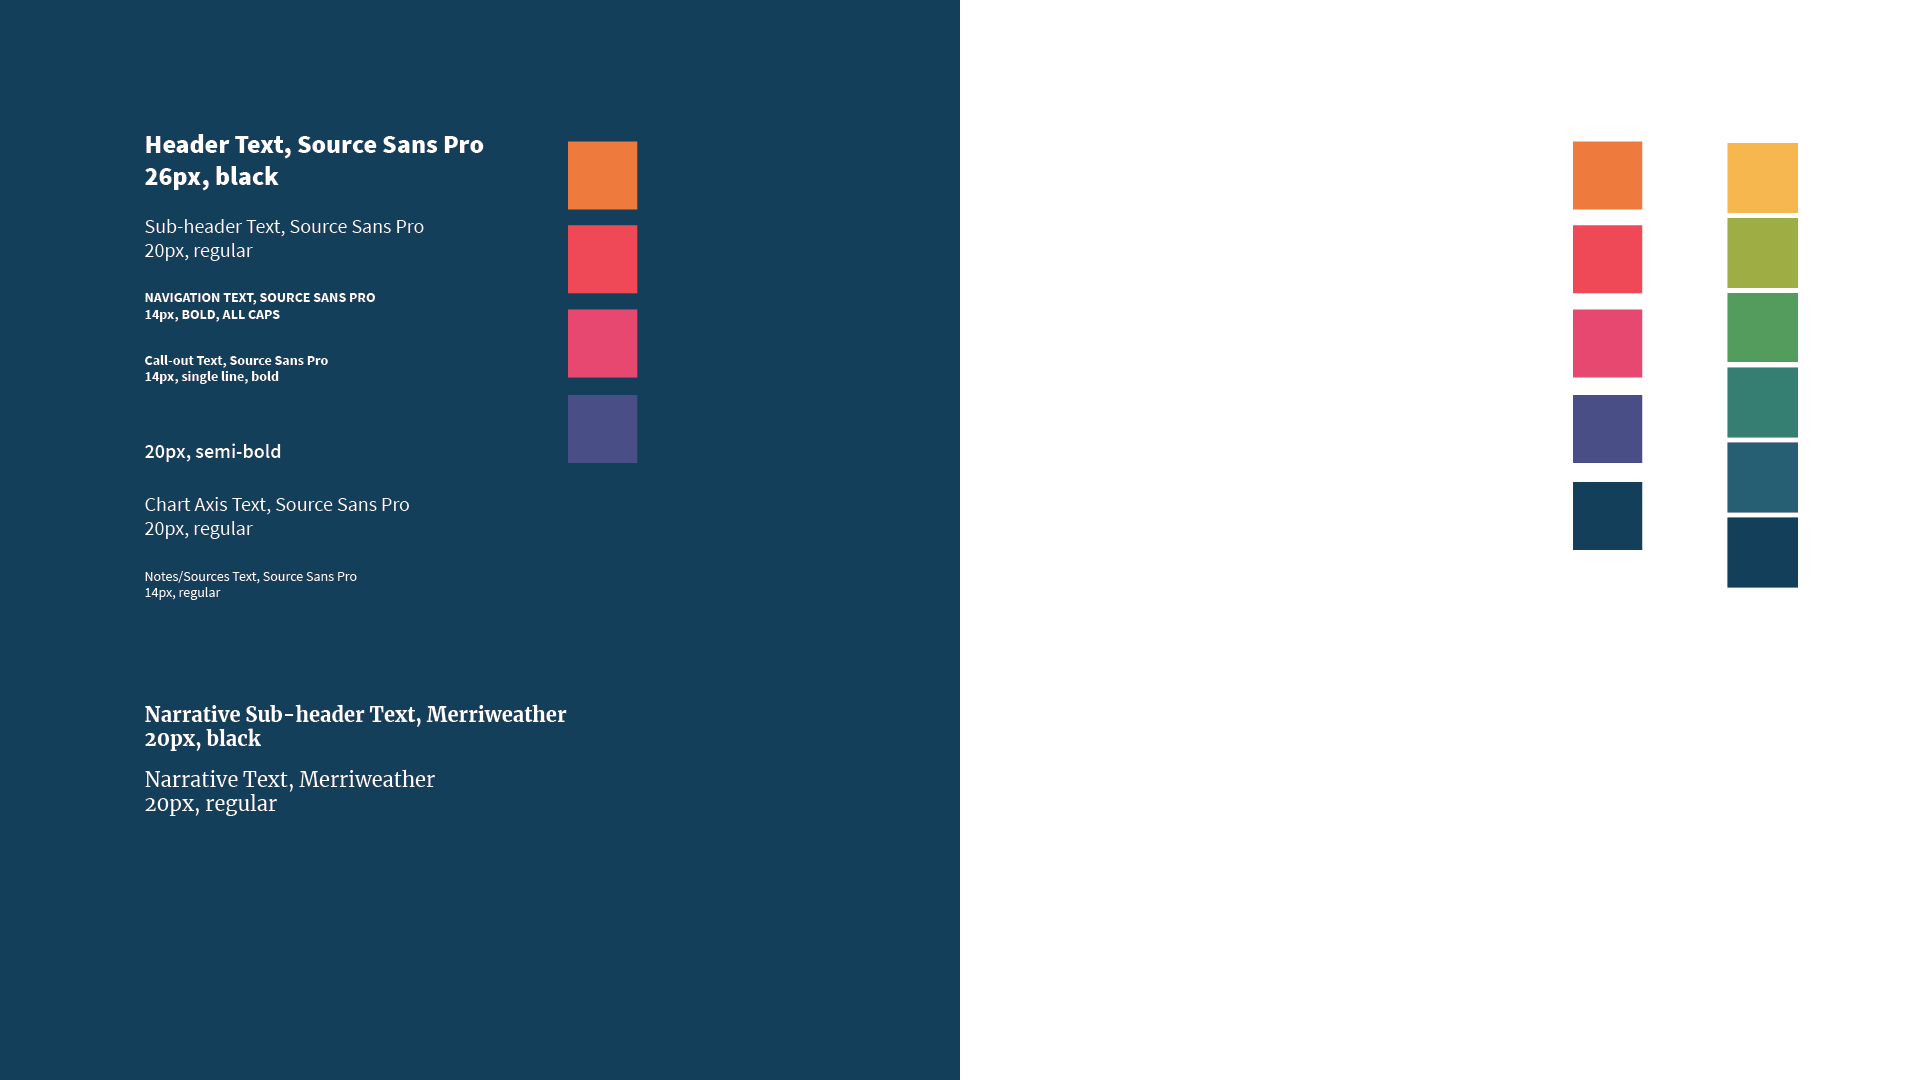 Header Text, Source Sans Pro
26px, black
Sub-header Text, Source Sans Pro
20px, regular
NAVIGATION TEXT, SOURCE SANS PRO
14px, BOLD, ALL CAPS
Call-out Text, Source Sans Pro
14px, single line, bold
20px, semi-bold
Chart Axis Text, Source Sans Pro
20px, regular
Notes/Sources Text, Source Sans Pro
14px, regular
Narrative Sub-header Text, Merriweather
20px, black
Narrative Text, Merriweather
20px, regular